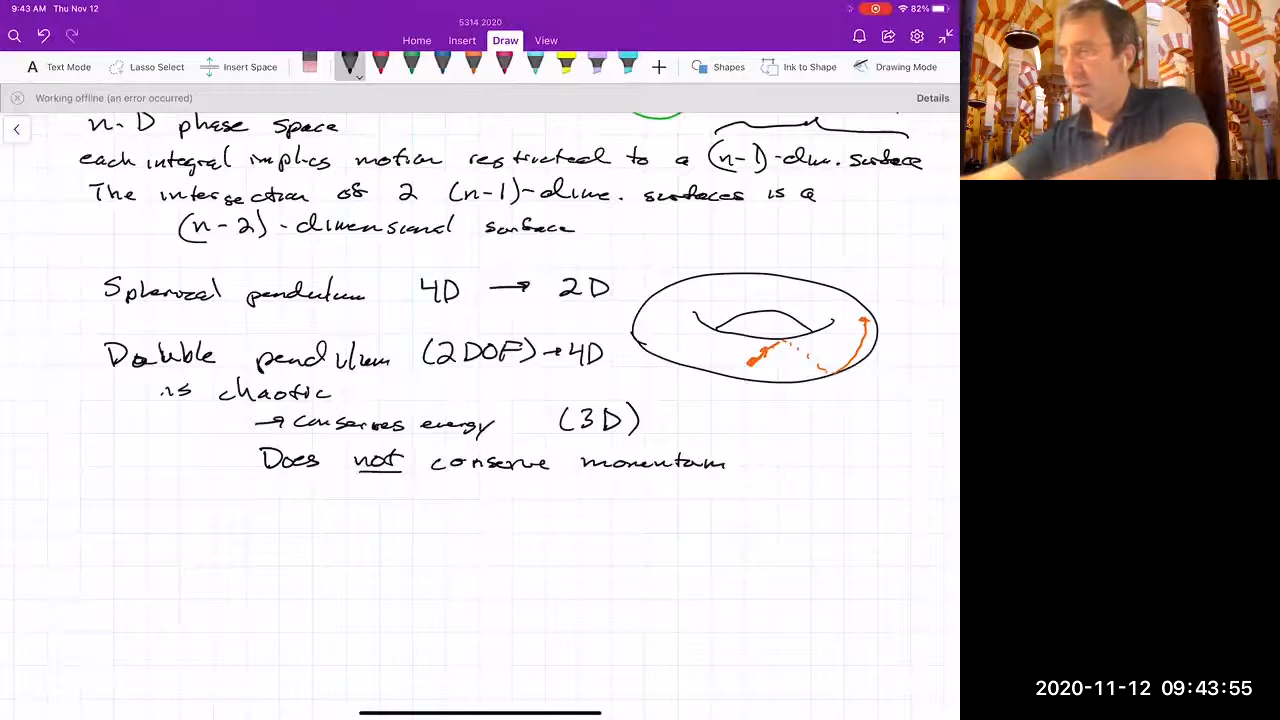 9:43 AM Thu Nov 12
82%
5314 2020
Home Insert Draw View
A Text Mode Lasso Select Insert Space Shapes Ink to Shape Drawing Mode
Working offline (an error occurred) Details
n-D phase space
each integral implies motion restricted to a (n-1)-dim. surface
The intersection of 2 (n-1)-dime. surfaces is a
(n-2)-dimensional surface
Spherical pendulum 4D → 2D
Double pendulum (2DOF) → 4D
is chaotic
→ conserves energy (3D)
Does not conserve momentum
2020-11-12 09:43:55